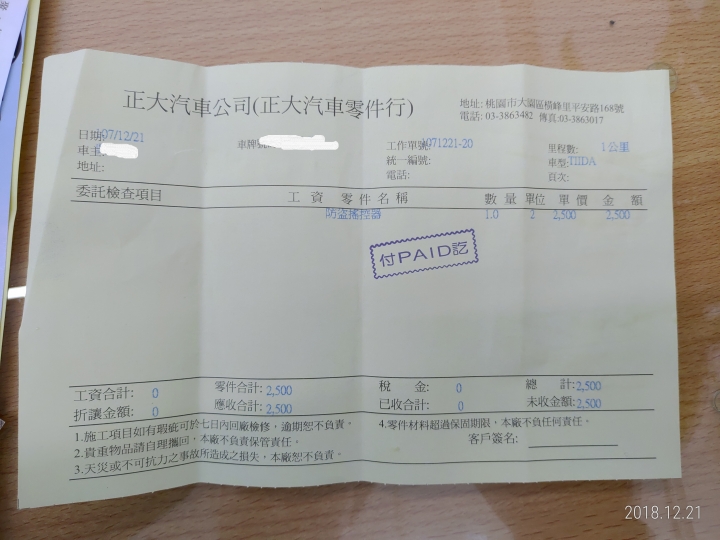 正大汽車公司(正大汽車零件行)
地址: 桃園市大園區橫峰里平安路168號
電話: 03-3863482 傳真:03-3863017
日期:07/12/21
車牌號
工作單號:1071221-20
里程數: 1公里
車主:
統一編號:
車型:TIIDA
地址:
電話:
頁次:
委託檢查項目 工 資 零 件 名 稱 數 量 單位 單 價 金 額
防盜搖控器 1.0 2 2,500 2,500
付PAID訖
工資合計: 0 零件合計: 2,500 稅 金: 0 總 計:2,500
折讓金額: 0 應收合計: 2,500 已收合計: 0 未收金額: 2,500
1.施工項目如有瑕疵可於七日內回廠檢修，逾期恕不負責。
4.零件材料超過保固期限，本廠不負任何責任。
2.貴重物品請自理攜回，本廠不負責保管責任。
客戶簽名:
3.天災或不可抗力之事故所造成之損失，本廠恕不負責。
2018.12.21